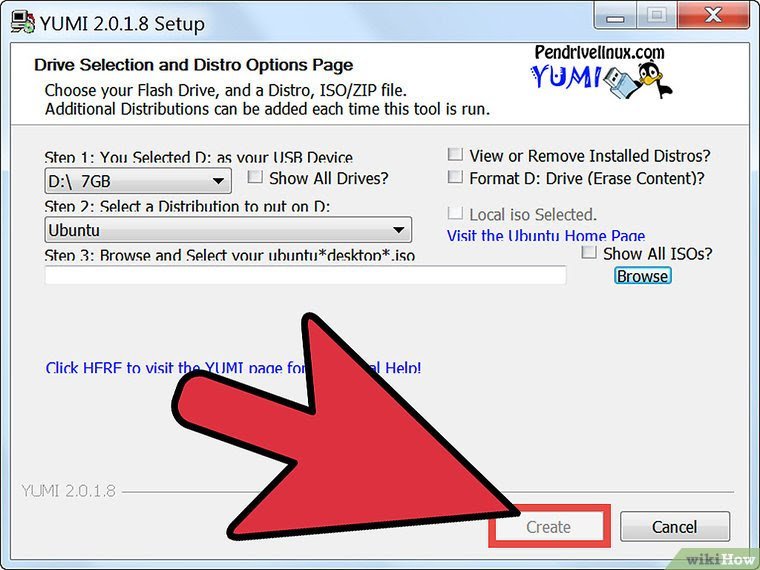 YUMI 2.0.1.8 Setup
Pendrivelinux.com
YUMI
Drive Selection and Distro Options Page
Choose your Flash Drive, and a Distro, ISO/ZIP file.
Additional Distributions can be added each time this tool is run.
Step 1: You Selected D: as your USB Device
View or Remove Installed Distros?
D:\ 7GB
Show All Drives?
Format D: Drive (Erase Content)?
Step 2: Select a Distribution to put on D:
Local iso Selected.
Ubuntu
Visit the Ubuntu Home Page
Step 3: Browse and Select your ubuntu*desktop*.iso
Show All ISOs?
Browse
Click HERE to visit the YUMI page for al Help!
YUMI 2.0.1.8
Create
Cancel
wikiHow